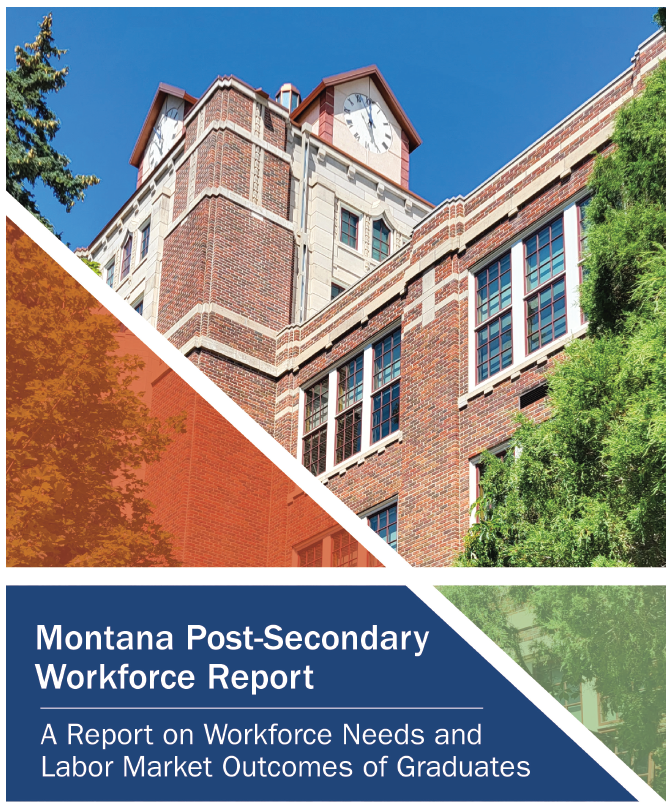 Montana Post-Secondary
Workforce Report
A Report on Workforce Needs and
Labor Market Outcomes of Graduates